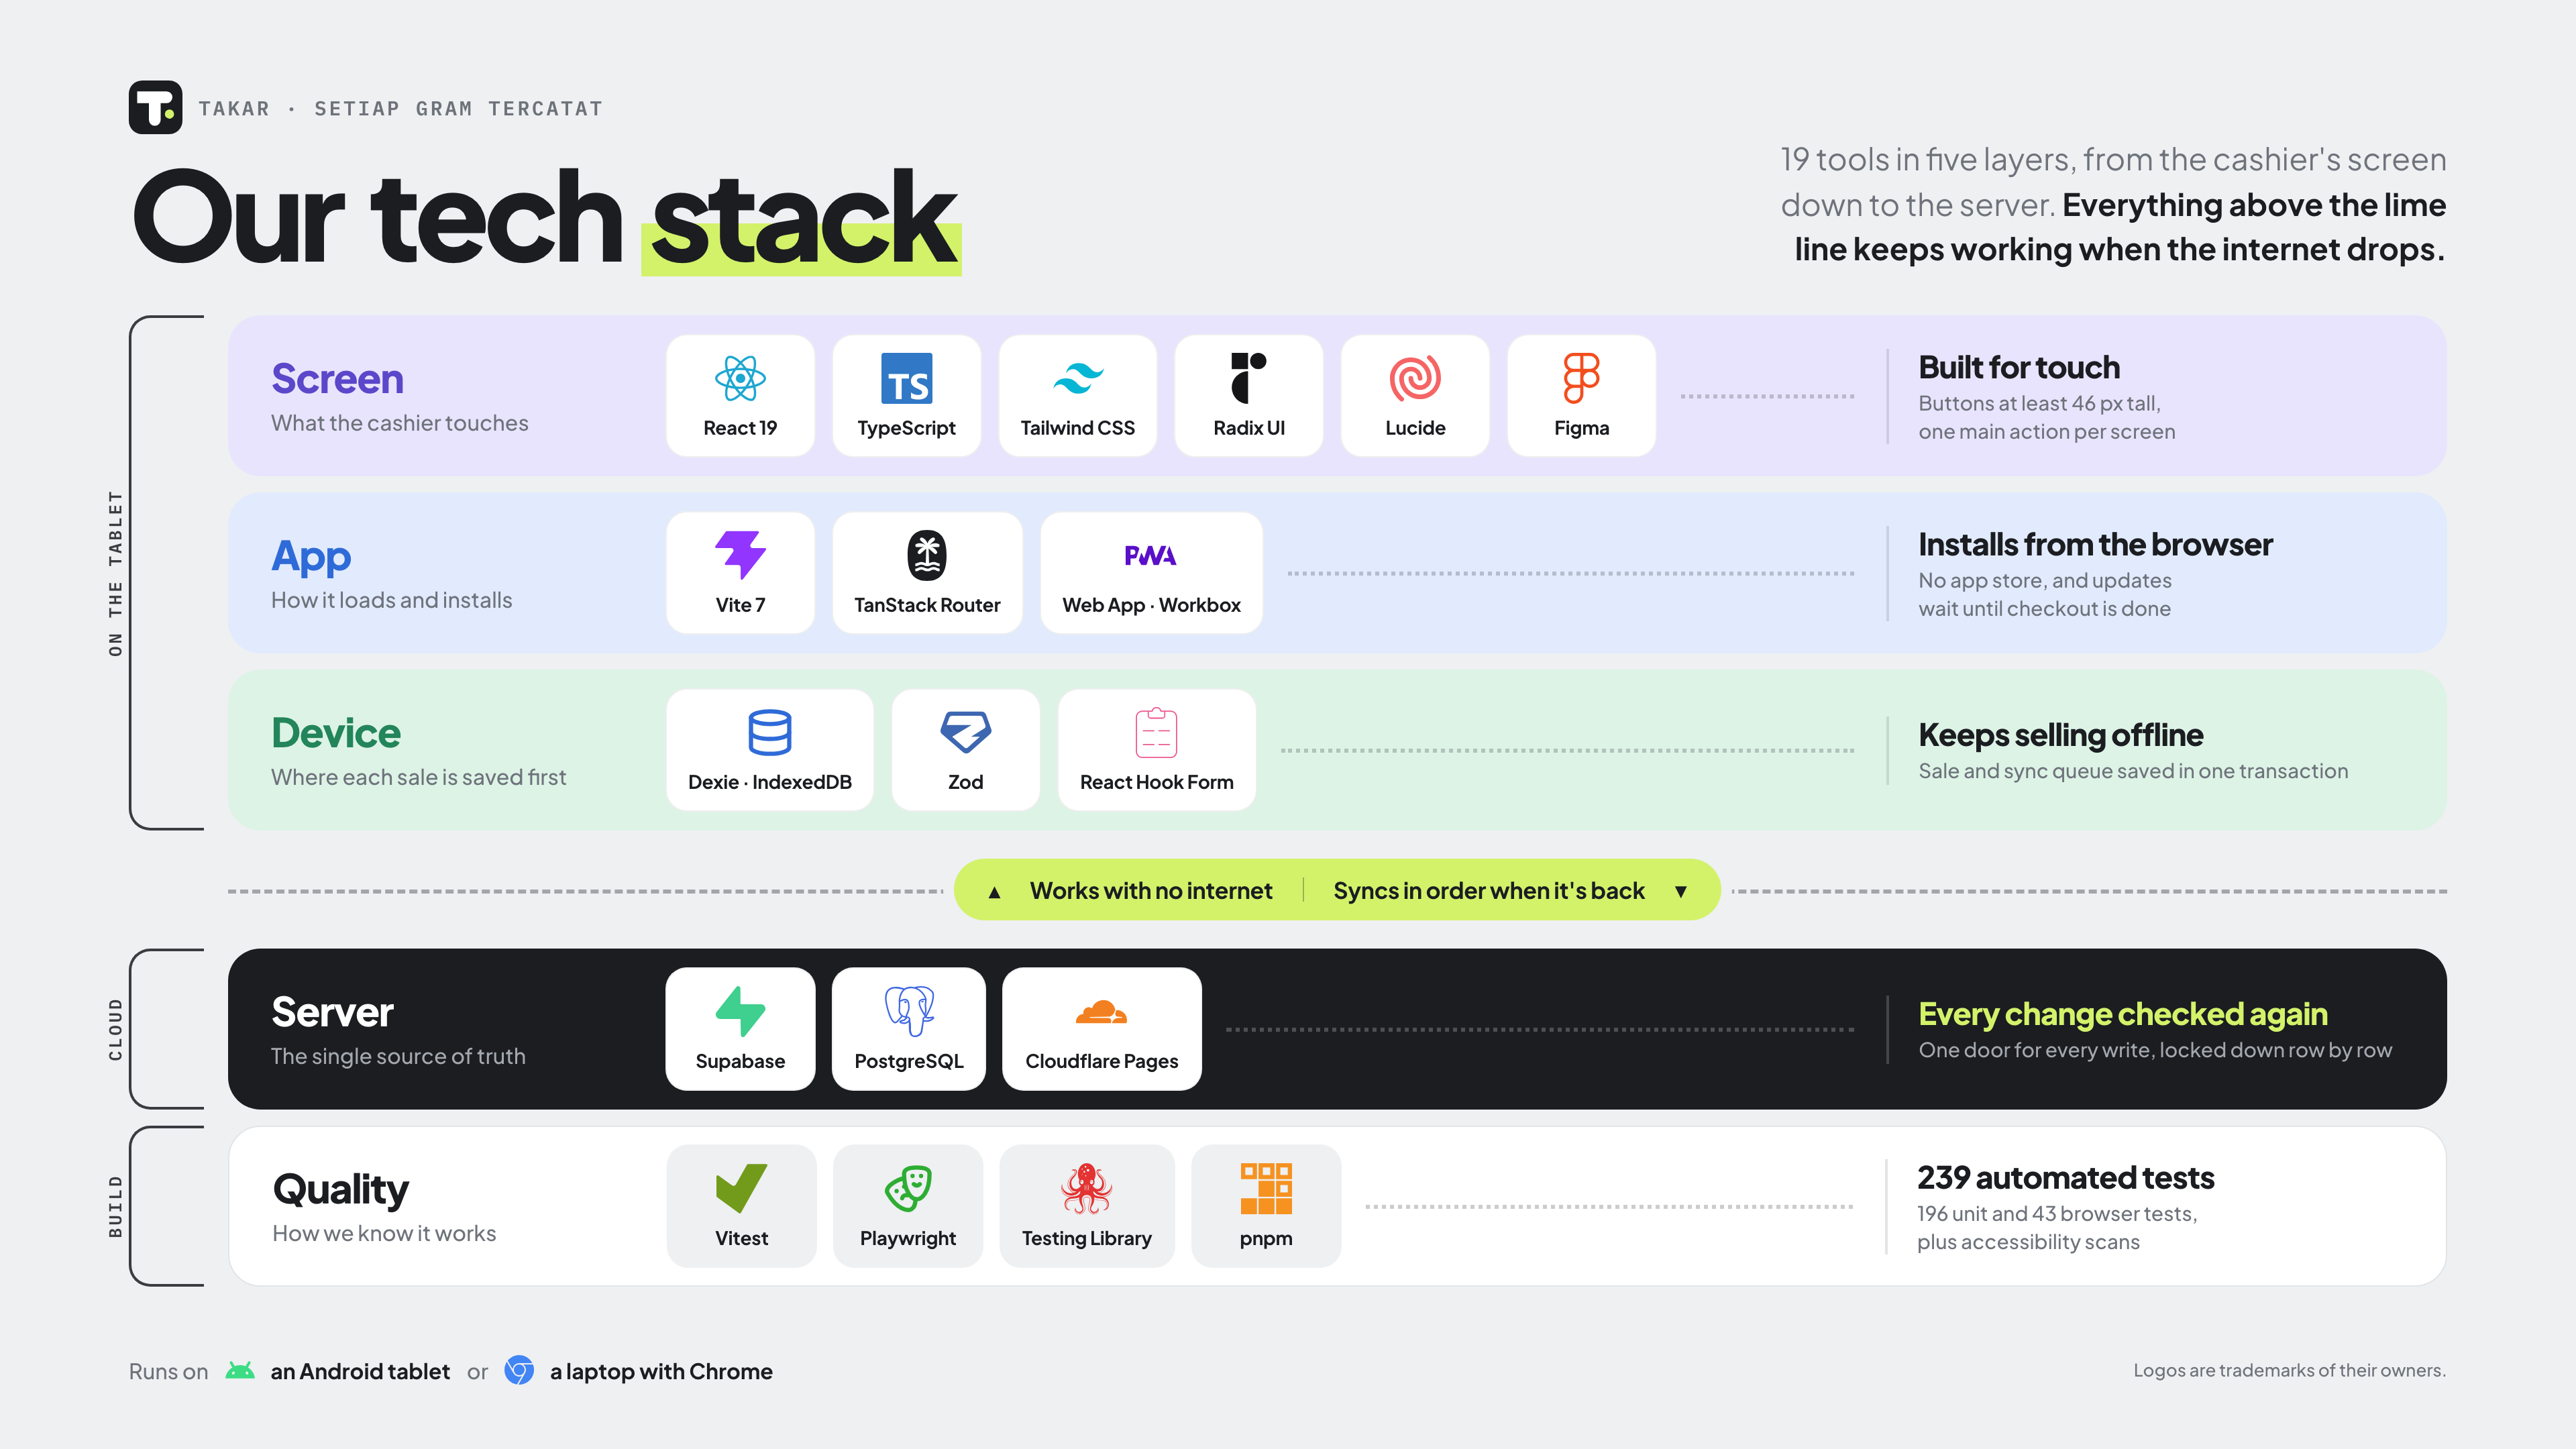 T.
TAKAR · SETIAP GRAM TERCATAT
Our tech stack
19 tools in five layers, from the cashier's screen
down to the server. Everything above the lime
line keeps working when the internet drops.
ON THE TABLET
Screen
What the cashier touches
React 19
TS
TypeScript
Tailwind CSS
Radix UI
Lucide
Figma
Built for touch
Buttons at least 46 px tall,
one main action per screen
App
How it loads and installs
Vite 7
TanStack Router
PWA
Web App · Workbox
Installs from the browser
No app store, and updates
wait until checkout is done
Device
Where each sale is saved first
Dexie · IndexedDB
Zod
React Hook Form
Keeps selling offline
Sale and sync queue saved in one transaction
▲ Works with no internet | Syncs in order when it's back ▼
CLOUD
Server
The single source of truth
Supabase
PostgreSQL
Cloudflare Pages
Every change checked again
One door for every write, locked down row by row
BUILD
Quality
How we know it works
Vitest
Playwright
Testing Library
pnpm
239 automated tests
196 unit and 43 browser tests,
plus accessibility scans
Runs on an Android tablet or a laptop with Chrome
Logos are trademarks of their owners.